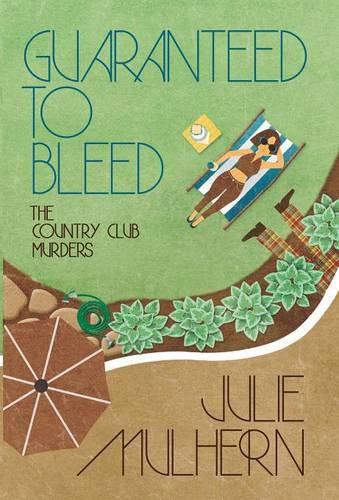 GUARANTEED
TO
BLEED
THE
COUNTRY CLUB
MURDERS
JULIE
MULHERN